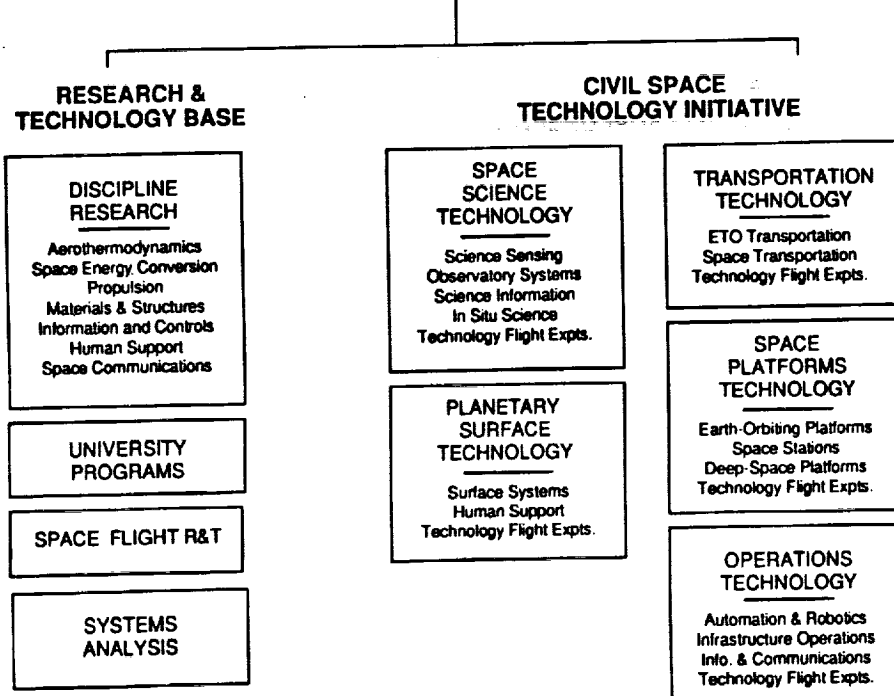 RESEARCH &
TECHNOLOGY BASE
DISCIPLINE
RESEARCH
Aerothermodynamics
Space Energy Conversion
Propulsion
Materials & Structures
Information and Controls
Human Support
Space Communications
UNIVERSITY
PROGRAMS
SPACE FLIGHT R&T
SYSTEMS
ANALYSIS
CIVIL SPACE
TECHNOLOGY INITIATIVE
SPACE
SCIENCE
TECHNOLOGY
Science Sensing
Observatory Systems
Science Information
In Situ Science
Technology Flight Expts.
PLANETARY
SURFACE
TECHNOLOGY
Surface Systems
Human Support
Technology Flight Expts.
TRANSPORTATION
TECHNOLOGY
ETO Transportation
Space Transportation
Technology Flight Expts.
SPACE
PLATFORMS
TECHNOLOGY
Earth-Orbiting Platforms
Space Stations
Deep-Space Platforms
Technology Flight Expts.
OPERATIONS
TECHNOLOGY
Automation & Robotics
Infrastructure Operations
Info. & Communications
Technology Flight Expts.